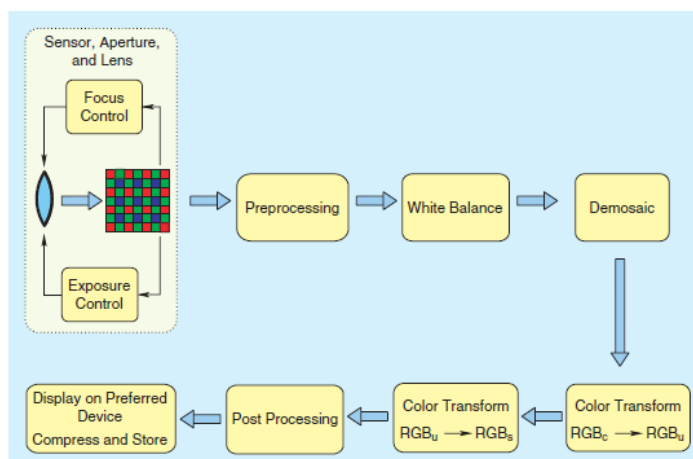 Sensor, Aperture,
and Lens
Focus
Control
Exposure
Control
Preprocessing
White Balance
Demosaic
Color Transform
RGBc → RGBu
Color Transform
RGBu → RGBs
Post Processing
Display on Preferred
Device
Compress and Store